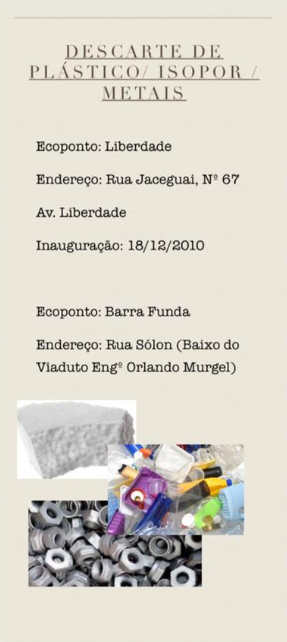 DESCARTE DE
PLÁSTICO/ ISOPOR /
METAIS
Ecoponto: Liberdade
Endereço: Rua Jaceguai, Nº 67
Av. Liberdade
Inauguração: 18/12/2010
Ecoponto: Barra Funda
Endereço: Rua Sólon (Baixo do
Viaduto Engº Orlando Murgel)